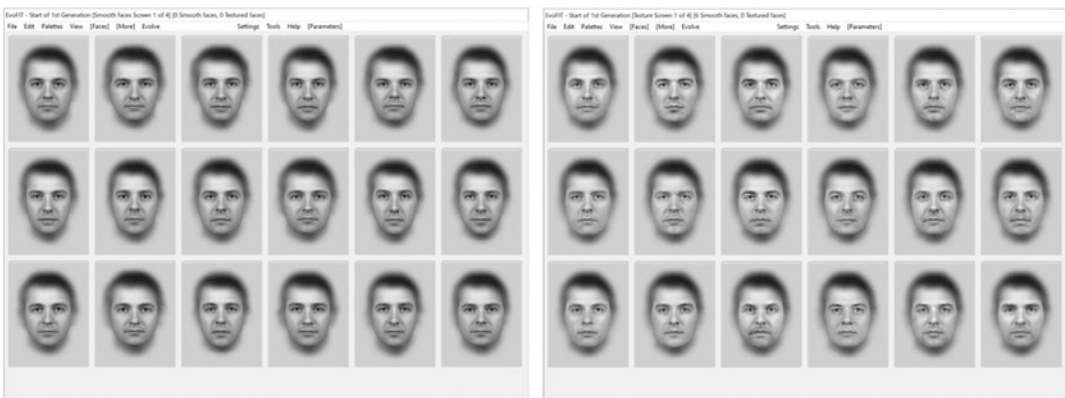 EvoFIT - Start of 1st Generation [Smooth faces Screen 1 of 4] [0 Smooth faces, 0 Textured faces]
File Edit Palettes View [Faces] [More] Evolve Settings Tools Help [Parameters]
EvoFIT - Start of 1st Generation [Texture Screen 1 of 4] [6 Smooth faces, 0 Textured faces]
File Edit Palettes View [Faces] [More] Evolve Settings Tools Help [Parameters]